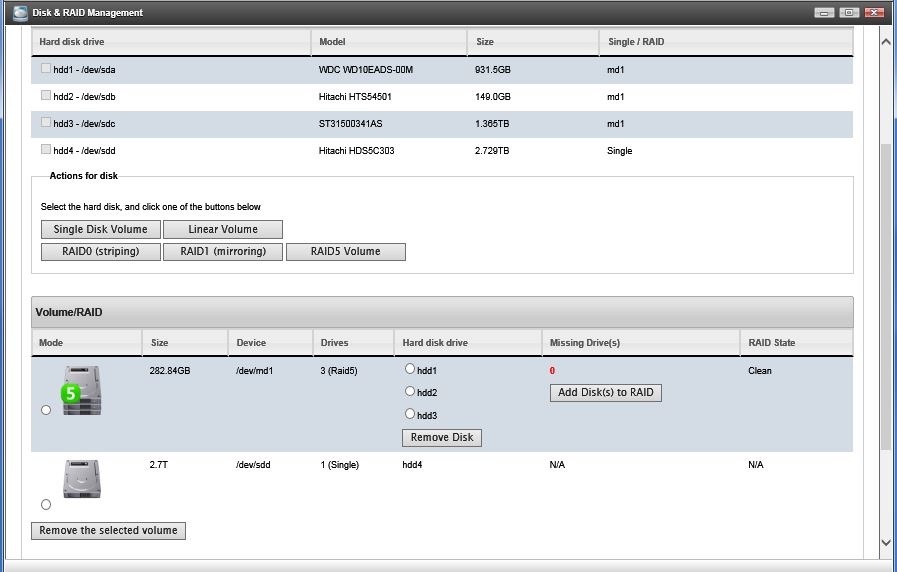 Disk & RAID Management
Hard disk drive Model Size Single / RAID
hdd1 - /dev/sda WDC WD10EADS-00M 931.5GB md1
hdd2 - /dev/sdb Hitachi HTS54501 149.0GB md1
hdd3 - /dev/sdc ST31500341AS 1.365TB md1
hdd4 - /dev/sdd Hitachi HDS5C303 2.729TB Single
Actions for disk
Select the hard disk, and click one of the buttons below
Single Disk Volume Linear Volume
RAID0 (striping) RAID1 (mirroring) RAID5 Volume
Volume/RAID
Mode Size Device Drives Hard disk drive Missing Drive(s) RAID State
282.84GB /dev/md1 3 (Raid5) hdd1 0 Clean
5 hdd2 Add Disk(s) to RAID
hdd3
Remove Disk
2.7T /dev/sdd 1 (Single) hdd4 N/A N/A
Remove the selected volume